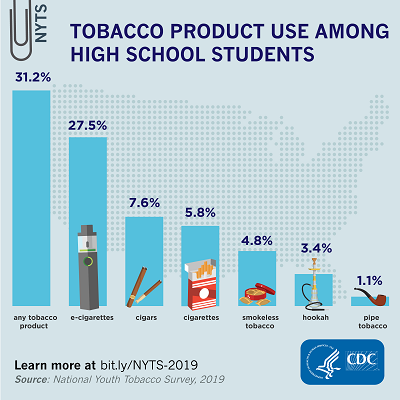 NYTS
TOBACCO PRODUCT USE AMONG
HIGH SCHOOL STUDENTS
31.2%
27.5%
7.6%
5.8%
4.8%
3.4%
1.1%
any tobacco
product
e-cigarettes
cigars
cigarettes
smokeless
tobacco
hookah
pipe
tobacco
Learn more at bit.ly/NYTS-2019
Source: National Youth Tobacco Survey, 2019
CDC